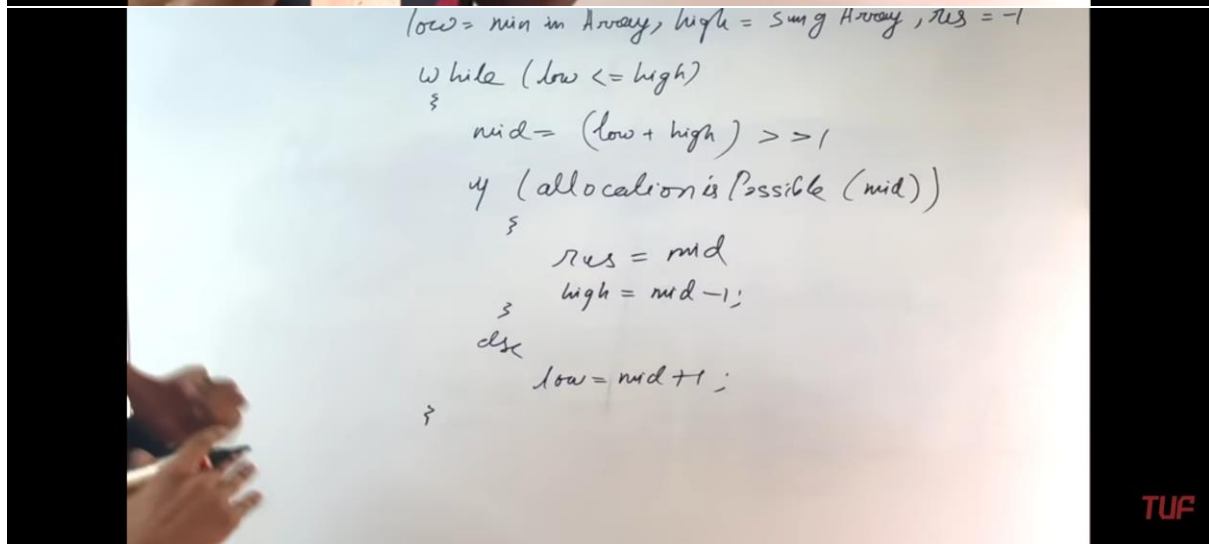 low = min in Array, high = sum of Array, res = -1
while (low <= high)
{
mid = (low + high) >> 1
if (allocation is Possible (mid))
{
res = mid
high = mid - 1;
}
else
low = mid + 1;
}
TUF